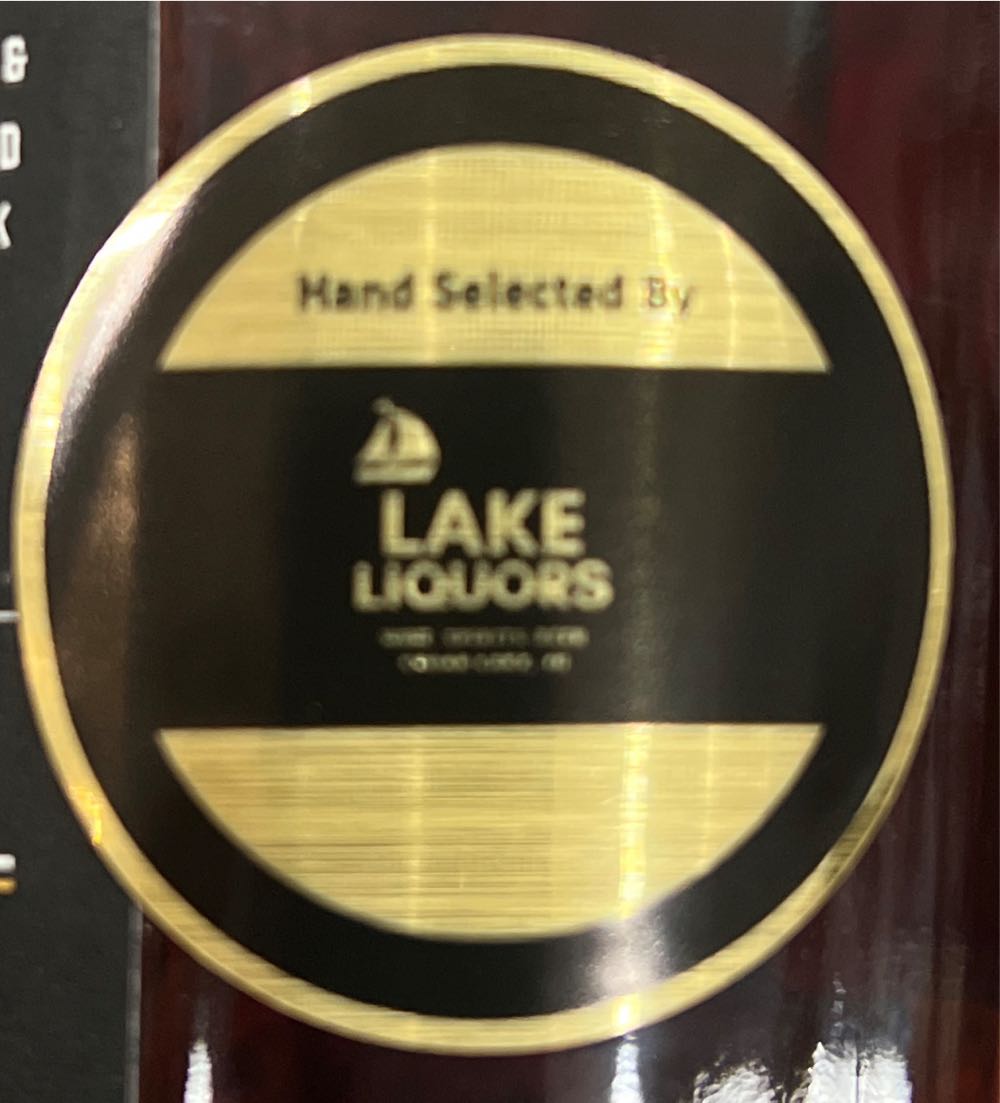 &
D
K
Hand Selected By
LAKE
LIQUORS